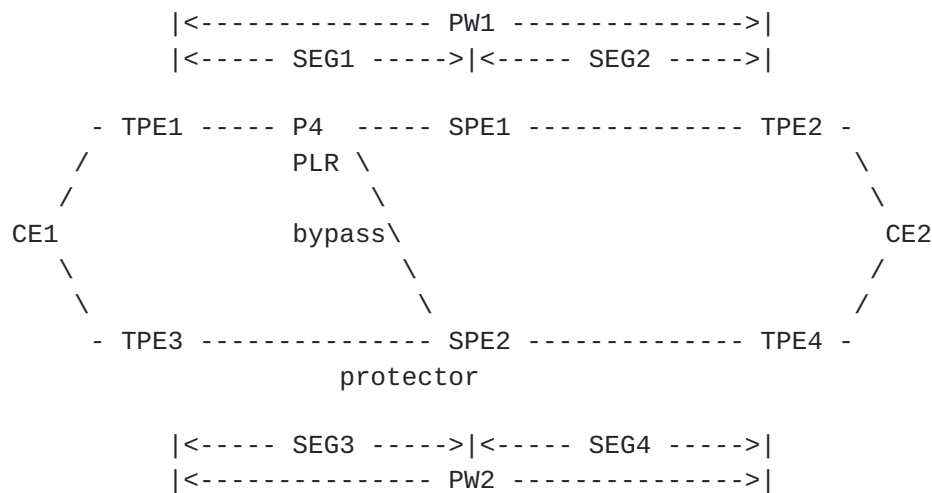 |<--------------- PW1 --------------->|
|<----- SEG1 ----->|<----- SEG2 ----->|
- TPE1 ----- P4 ----- SPE1 -------------- TPE2 -
/ PLR \ \
/ \ \
CE1 bypass\ CE2
\ \ /
\ \ /
- TPE3 --------------- SPE2 -------------- TPE4 -
protector
|<----- SEG3 ----->|<----- SEG4 ----->|
|<--------------- PW2 --------------->|